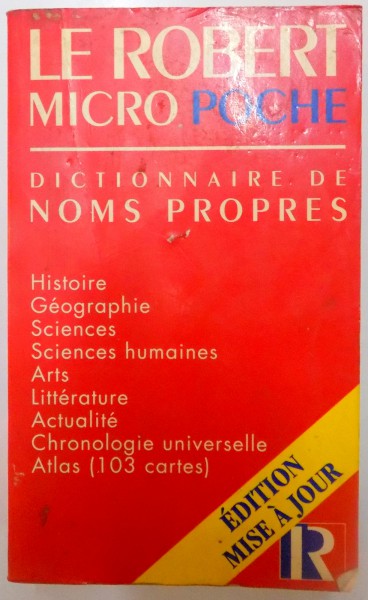 LE ROBERT
MICRO POCHE
DICTIONNAIRE DE
NOMS PROPRES
Histoire
Géographie
Sciences
Sciences humaines
Arts
Littérature
Actualité
Chronologie universelle
Atlas (103 cartes)
ÉDITION
MISE À JOUR
R